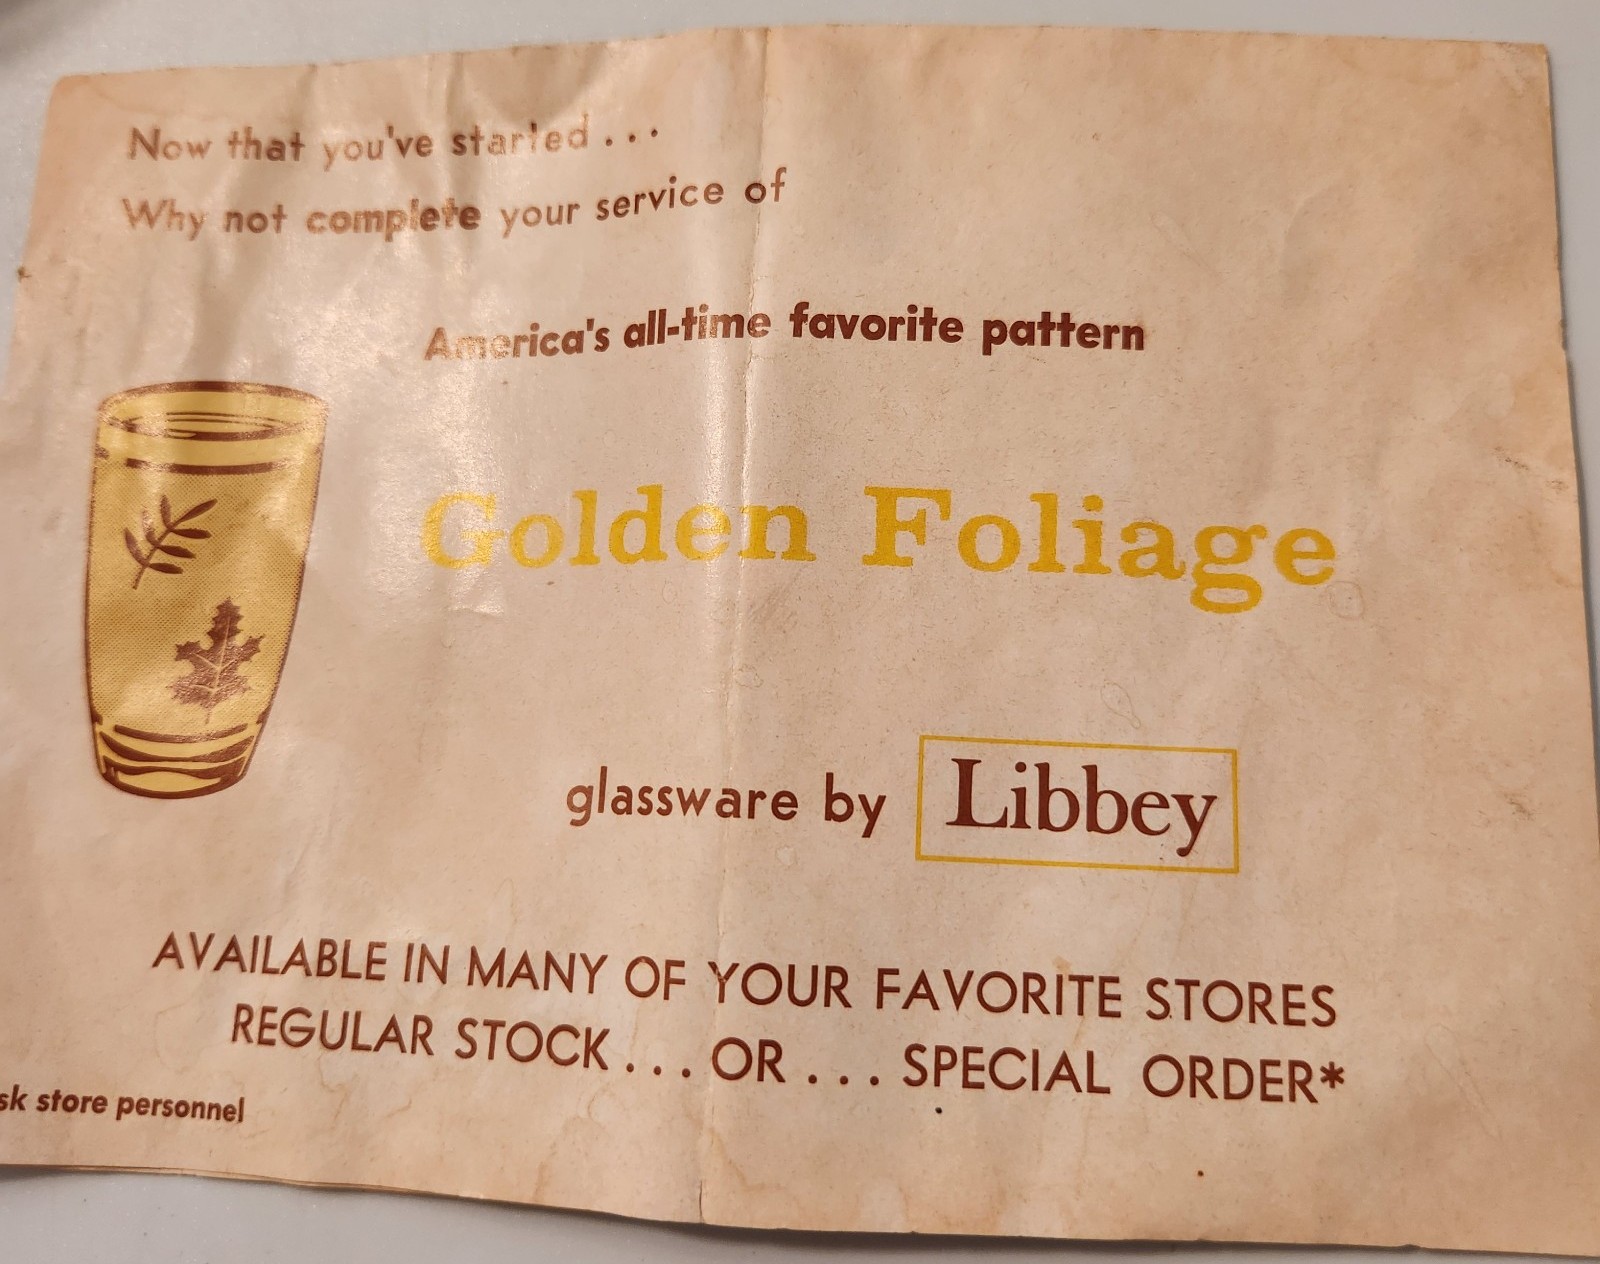 Now that you've started . . .
Why not complete your service of
America's all-time favorite pattern
Golden Foliage
glassware by Libbey
AVAILABLE IN MANY OF YOUR FAVORITE STORES
REGULAR STOCK . . . OR . . . SPECIAL ORDER*
store personnel